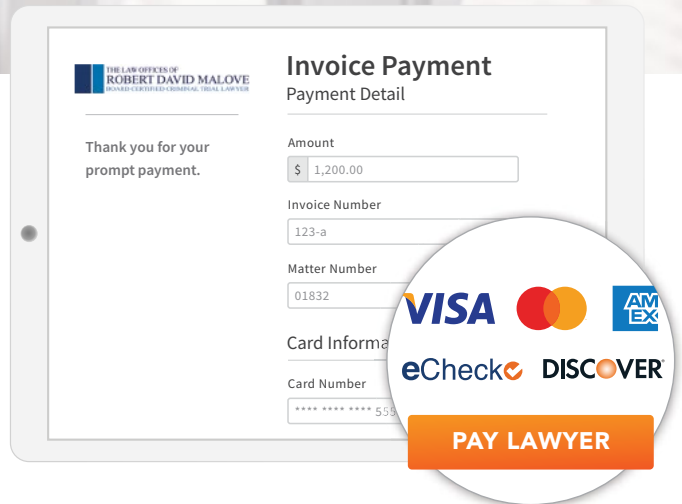 THE LAW OFFICES OF
ROBERT DAVID MALOVE
BOARD CERTIFIED CRIMINAL TRIAL LAWYER
Thank you for your
prompt payment.
Invoice Payment
Payment Detail
Amount
$ 1,200.00
Invoice Number
123-a
Matter Number
01832
Card Informa
Card Number
**** **** **** 555
VISA
AM
EX
eCheck DISCOVER
PAY LAWYER